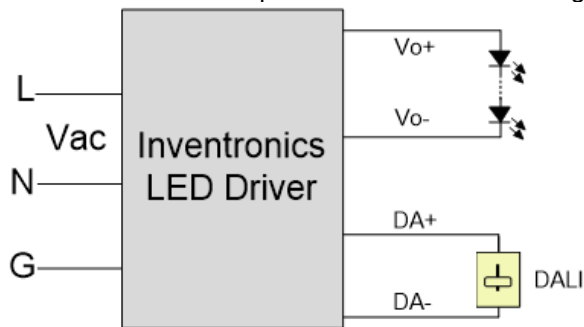 Vo+
L
Vac
Vo-
Inventronics
LED Driver
N
DA+
G
DALI
DA-